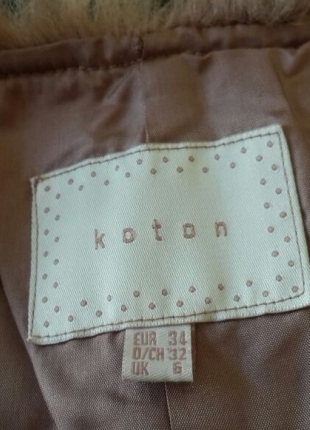 koton
EUR 34
D/CH 32
UK 6